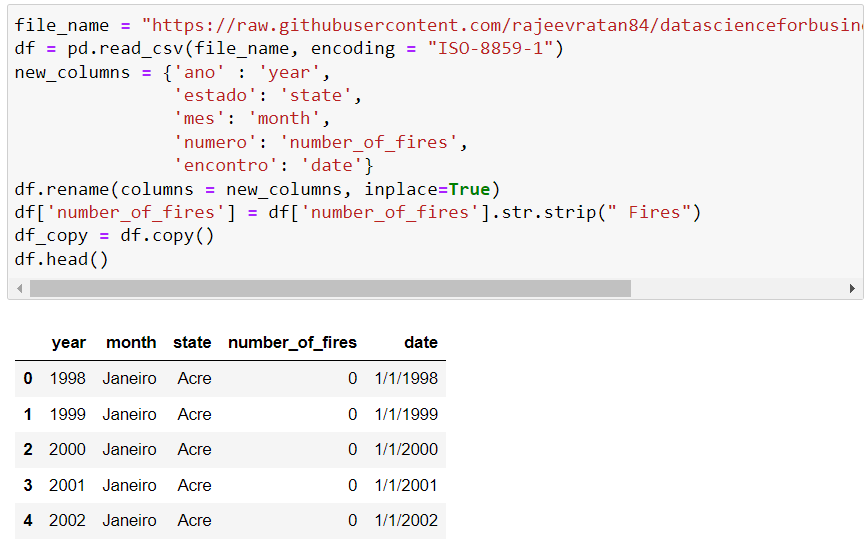 file_name = "https://raw.githubusercontent.com/rajeevratan84/datascienceforbusin
df = pd.read_csv(file_name, encoding = "ISO-8859-1")
new_columns = {'ano' : 'year',
'estado': 'state',
'mes': 'month',
'numero': 'number_of_fires',
'encontro': 'date'}
df.rename(columns = new_columns, inplace=True)
df['number_of_fires'] = df['number_of_fires'].str.strip(" Fires")
df_copy = df.copy()
df.head()
year month state number_of_fires date
0 1998 Janeiro Acre 0 1/1/1998
1 1999 Janeiro Acre 0 1/1/1999
2 2000 Janeiro Acre 0 1/1/2000
3 2001 Janeiro Acre 0 1/1/2001
4 2002 Janeiro Acre 0 1/1/2002